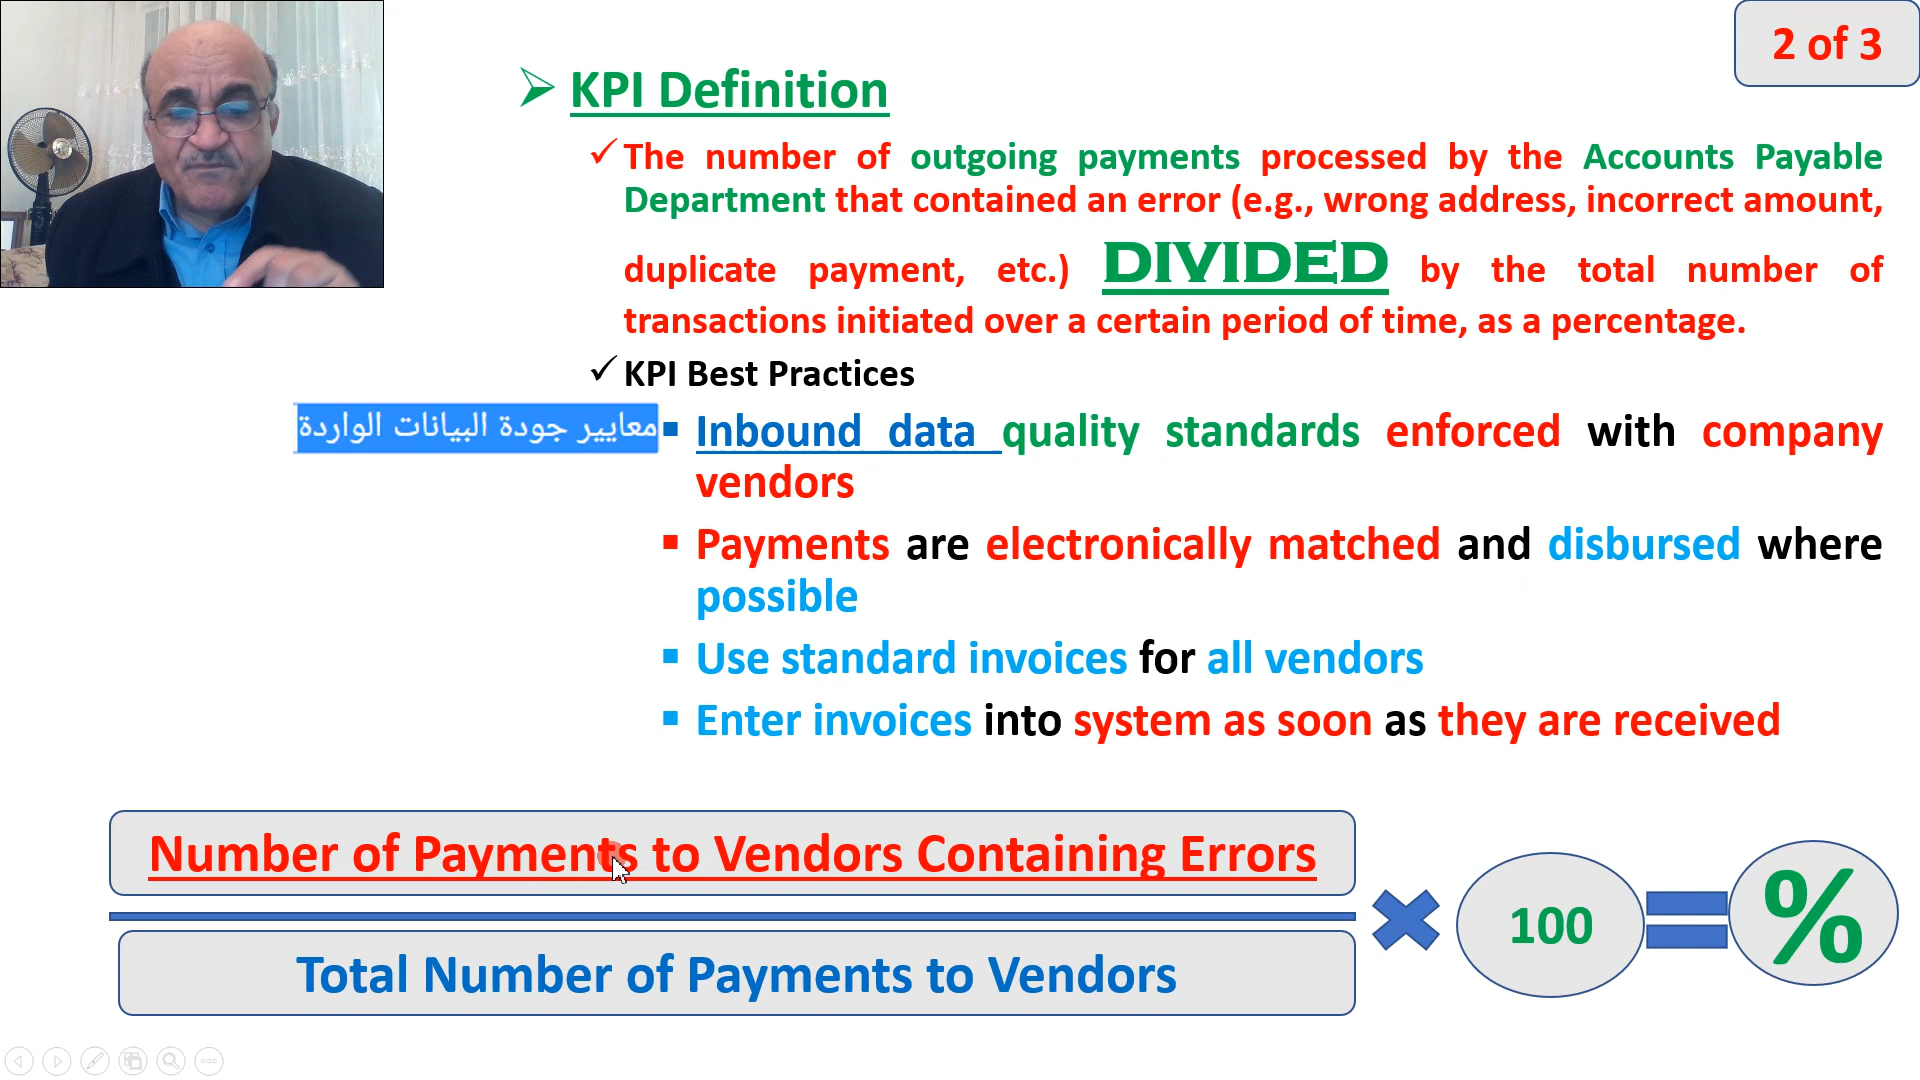 2 of 3
KPI Definition
The number of outgoing payments processed by the Accounts Payable
Department that contained an error (e.g., wrong address, incorrect amount,
duplicate payment, etc.) DIVIDED by the total number of
transactions initiated over a certain period of time, as a percentage.
KPI Best Practices
معايير جودة البيانات الواردة
Inbound data quality standards enforced with company
vendors
Payments are electronically matched and disbursed where
possible
Use standard invoices for all vendors
Enter invoices into system as soon as they are received
Number of Payments to Vendors Containing Errors
Total Number of Payments to Vendors
100
%